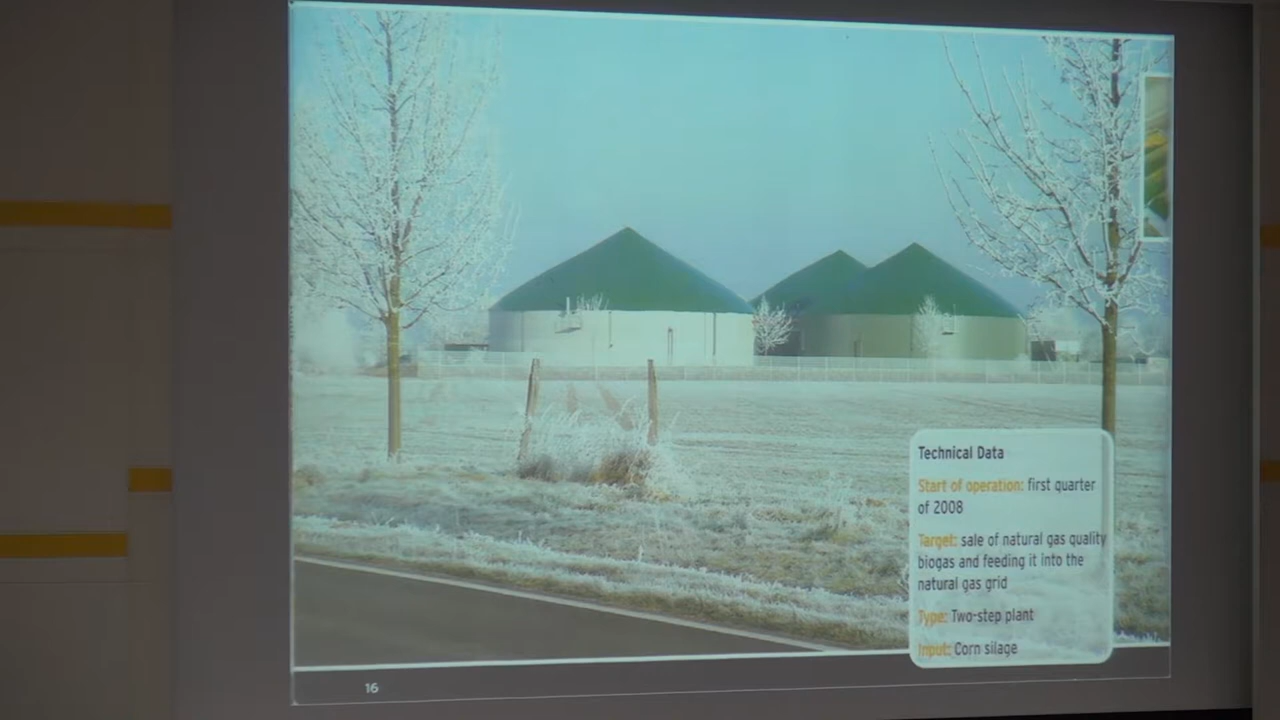 Technical Data
Start of operation: first quarter
of 2008
Target: sale of natural gas quality
biogas and feeding it into the
natural gas grid
Type: Two-step plant
Input: Corn silage
16